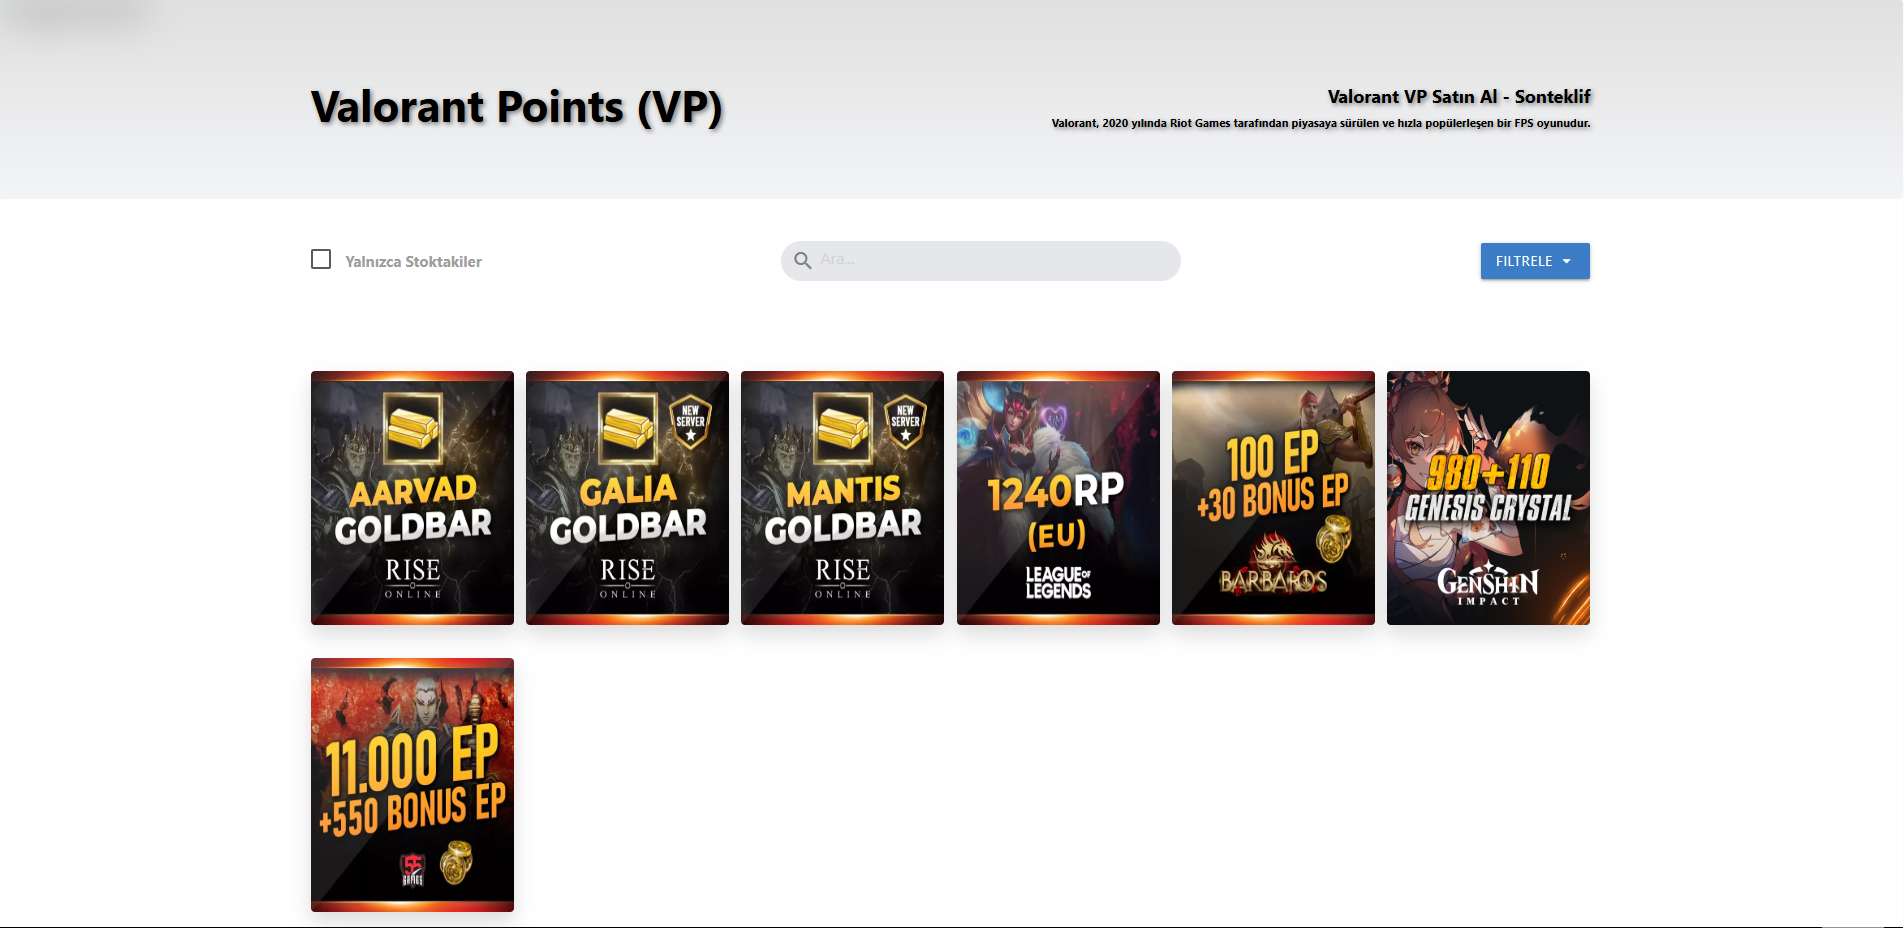 Valorant Points (VP)
Valorant VP Satın Al - Sonteklif
Valorant, 2020 yılında Riot Games tarafından piyasaya sürülen ve hızla popülerleşen bir FPS oyunudur.
Yalnızca Stoktakiler
Ara...
FILTRELE
AARVAD
GOLDBAR
RISE
ONLINE
NEW
SERVER
GALIA
GOLDBAR
RISE
ONLINE
NEW
SERVER
MANTIS
GOLDBAR
RISE
ONLINE
1240RP
(EU)
LEAGUE OF
LEGENDS
100 EP
+30 BONUS EP
BARBAROS
980+110
GENESIS CRYSTAL
GENSHIN
IMPACT
11.000 EP
+550 BONUS EP
GAMES